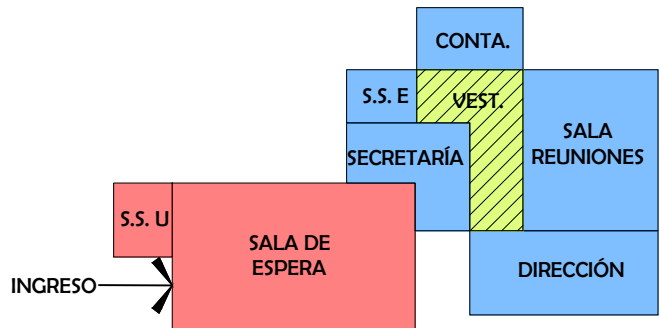 CONTA.
S.S. E
VEST.
SALA
REUNIONES
SECRETARÍA
S.S. U
SALA DE
ESPERA
DIRECCIÓN
INGRESO